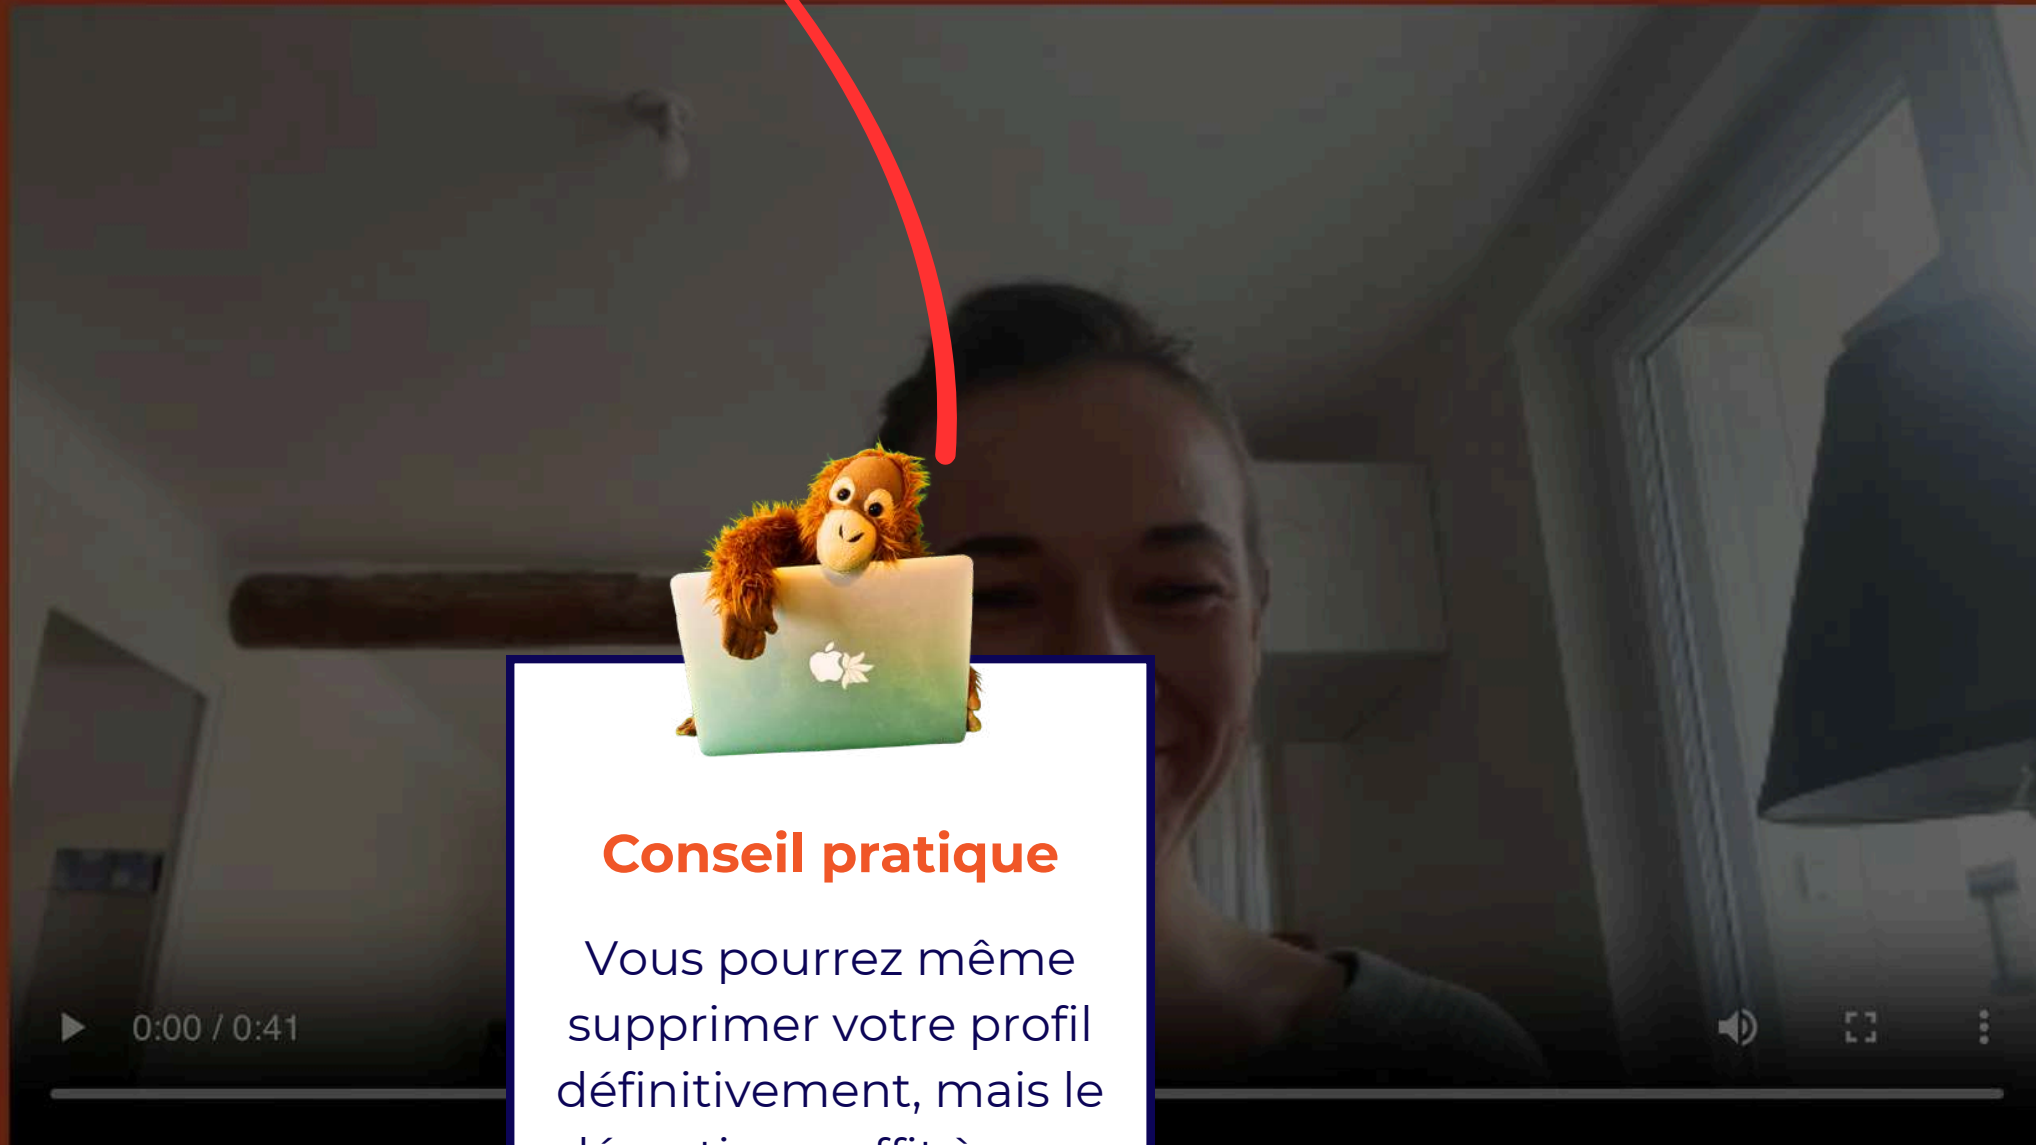 Conseil pratique
Vous pourrez même
supprimer votre profil
définitivement, mais le
0:00 / 0:41